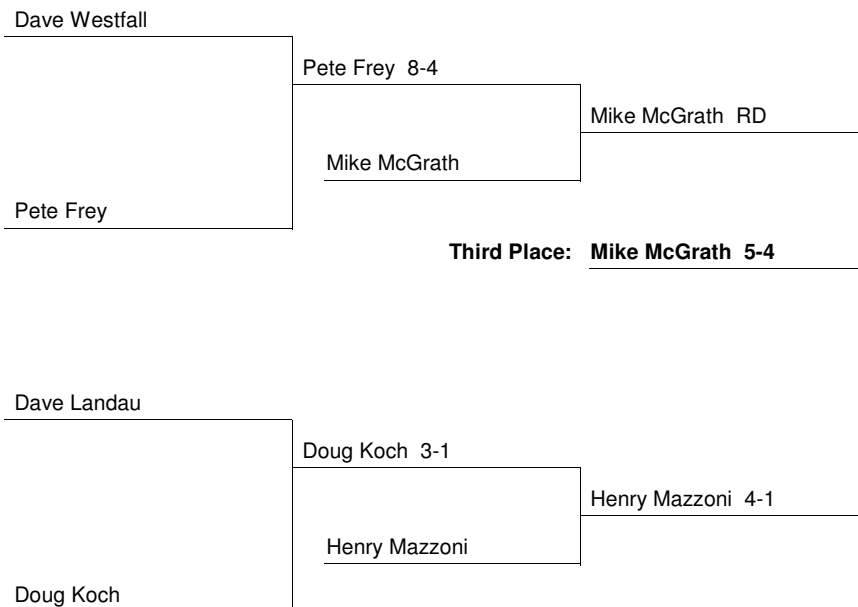 Dave Westfall
Pete Frey 8-4
Mike McGrath RD
Mike McGrath
Pete Frey
Third Place: Mike McGrath 5-4
Dave Landau
Doug Koch 3-1
Henry Mazzoni 4-1
Henry Mazzoni
Doug Koch